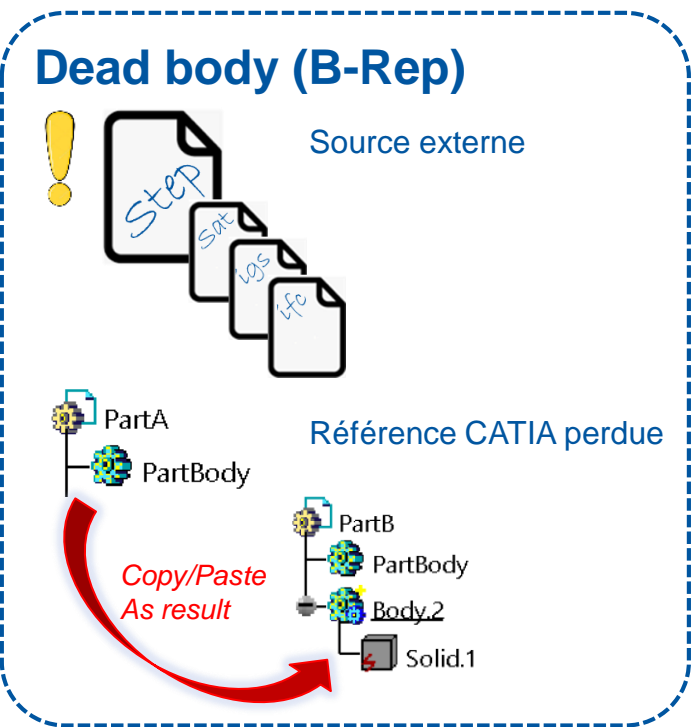 Dead body (B-Rep)
Source externe
Step
sat
igs
ifc
PartA
PartBody
Référence CATIA perdue
Copy/Paste
As result
PartB
PartBody
Body.2
Solid.1